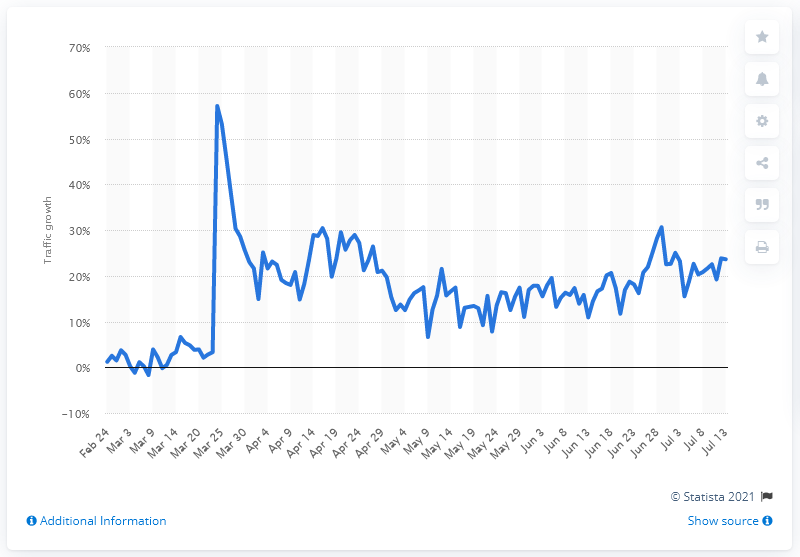 70%
60%
50%
40%
30%
20%
10%
0%
-10%
Traffic growth
Feb 24
Mar 3
Mar 9
Mar 14
Mar 20
Mar 25
Mar 30
Apr 4
Apr 9
Apr 14
Apr 19
Apr 24
Apr 29
May 4
May 9
May 14
May 19
May 24
May 29
Jun 3
Jun 8
Jun 13
Jun 18
Jun 23
Jun 28
Jul 3
Jul 8
Jul 13
© Statista 2021
Additional Information
Show source